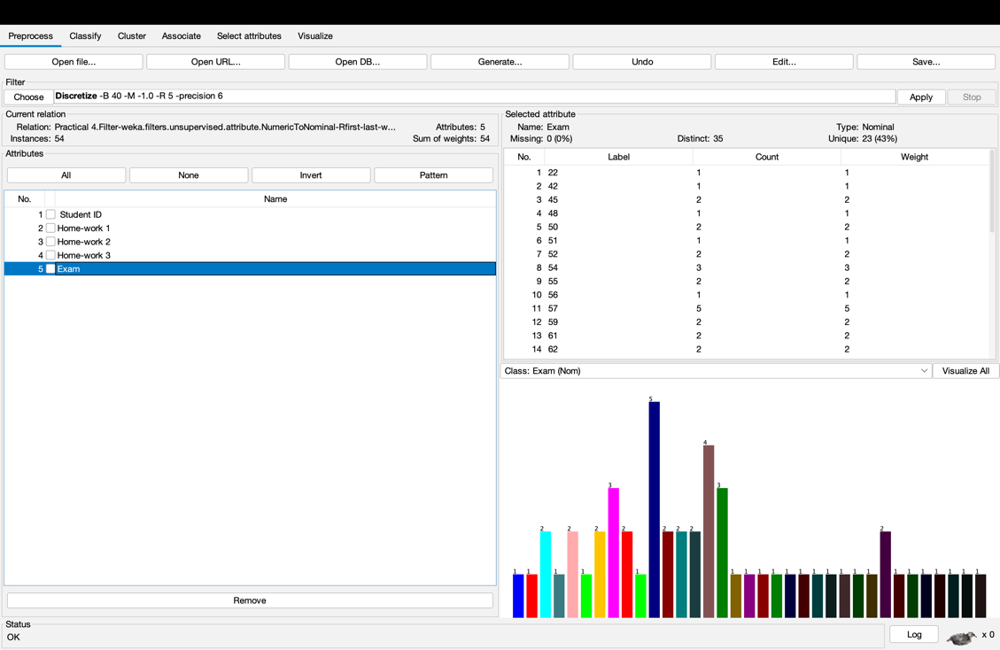 Preprocess Classify Cluster Associate Select attributes Visualize
Open file... Open URL... Open DB... Generate... Undo Edit... Save...
Filter
Choose Discretize -B 40 -M -1.0 -R 5 -precision 6 Apply Stop
Current relation
Relation: Practical 4.Filter-weka.filters.unsupervised.attribute.NumericToNominal-Rfirst-last-w... Attributes: 5
Instances: 54 Sum of weights: 54
Attributes
All None Invert Pattern
No. Name
1 Student ID
2 Home-work 1
3 Home-work 2
4 Home-work 3
5 Exam
Remove
Selected attribute
Name: Exam Type: Nominal
Missing: 0 (0%) Distinct: 35 Unique: 23 (43%)
No. Label Count Weight
1 22 1 1
2 42 1 1
3 45 2 2
4 48 1 1
5 50 2 2
6 51 1 1
7 52 2 2
8 54 3 3
9 55 2 2
10 56 1 1
11 57 5 5
12 59 2 2
13 61 2 2
14 62 2 2
Class: Exam (Nom) Visualize All
1 1 2 1 2 1 2 3 2 1 5 2 2 2 4 3 1 1 1 1 1 1 1 1 1 1 1 2 1 1 1 1 1 1 1
Status
OK
Log x 0